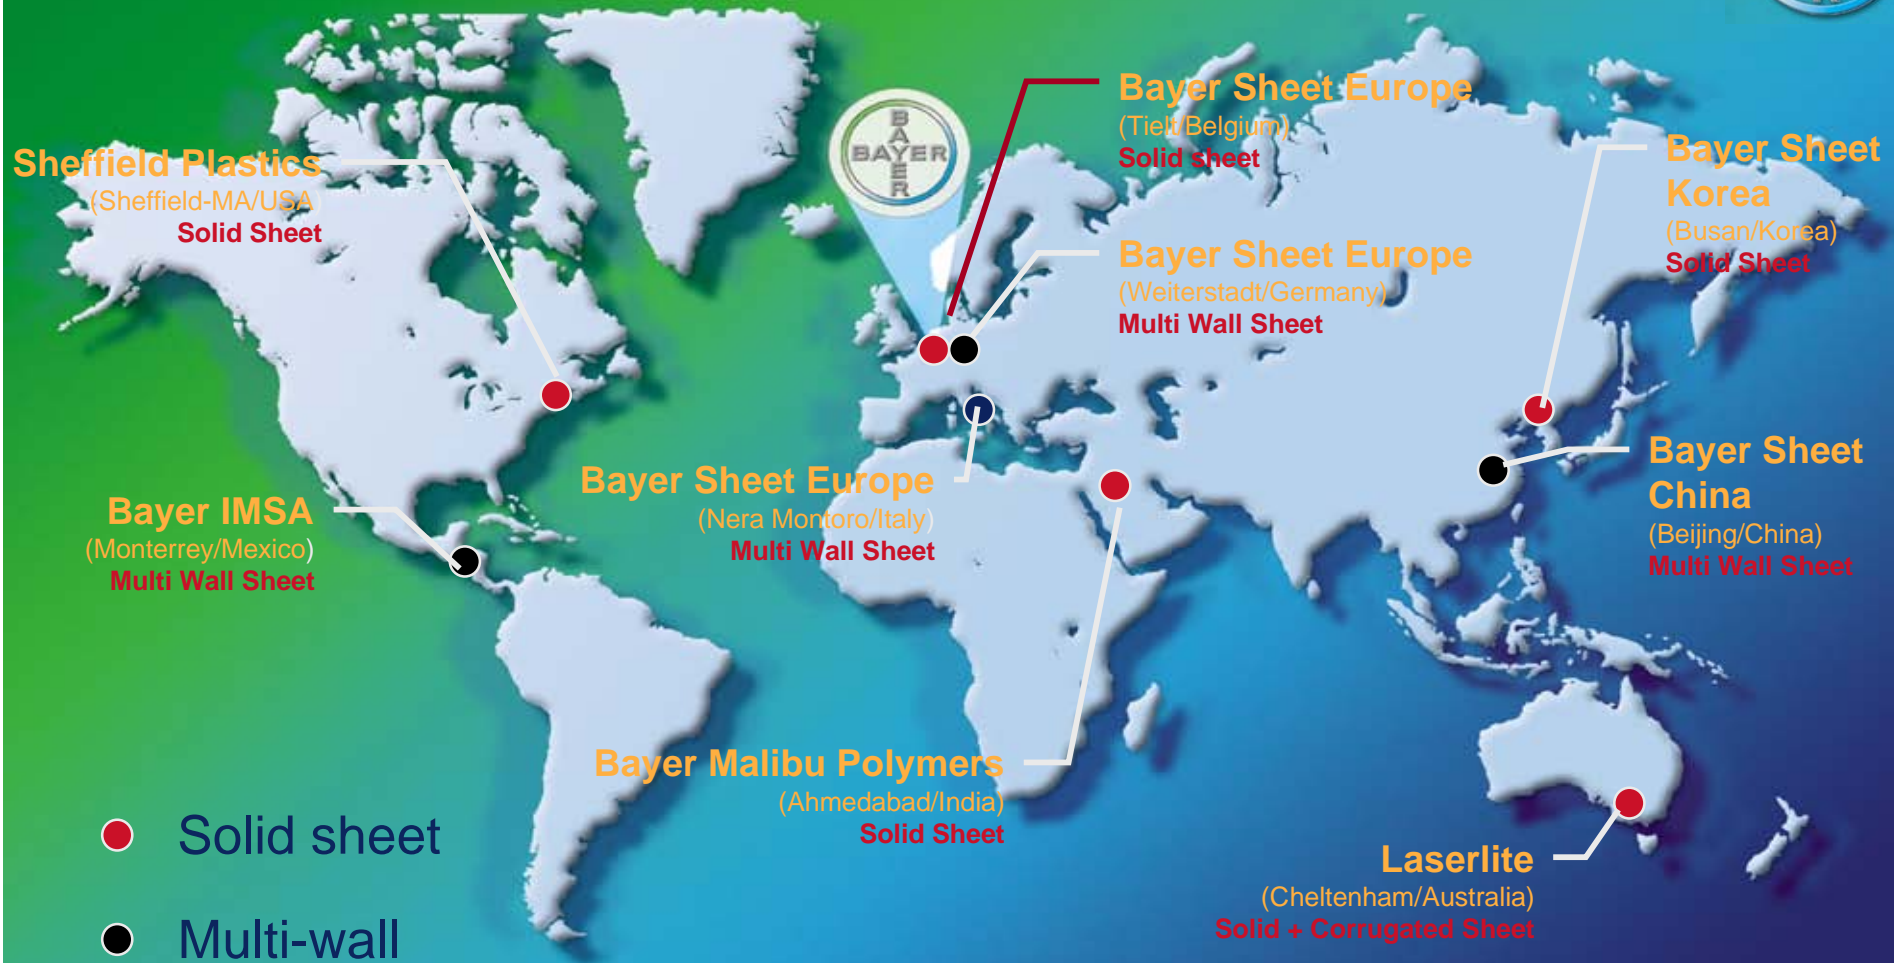 BAYER
BAYER
Bayer Sheet Europe
(Tielt/Belgium)
Solid sheet
Sheffield Plastics
(Sheffield-MA/USA)
Solid Sheet
Bayer Sheet
Korea
(Busan/Korea)
Solid Sheet
Bayer Sheet Europe
(Weiterstadt/Germany)
Multi Wall Sheet
Bayer Sheet Europe
(Nera Montoro/Italy)
Multi Wall Sheet
Bayer IMSA
(Monterrey/Mexico)
Multi Wall Sheet
Bayer Sheet
China
(Beijing/China)
Multi Wall Sheet
Bayer Malibu Polymers
(Ahmedabad/India)
Solid Sheet
Laserlite
(Cheltenham/Australia)
Solid + Corrugated Sheet
Solid sheet
Multi-wall